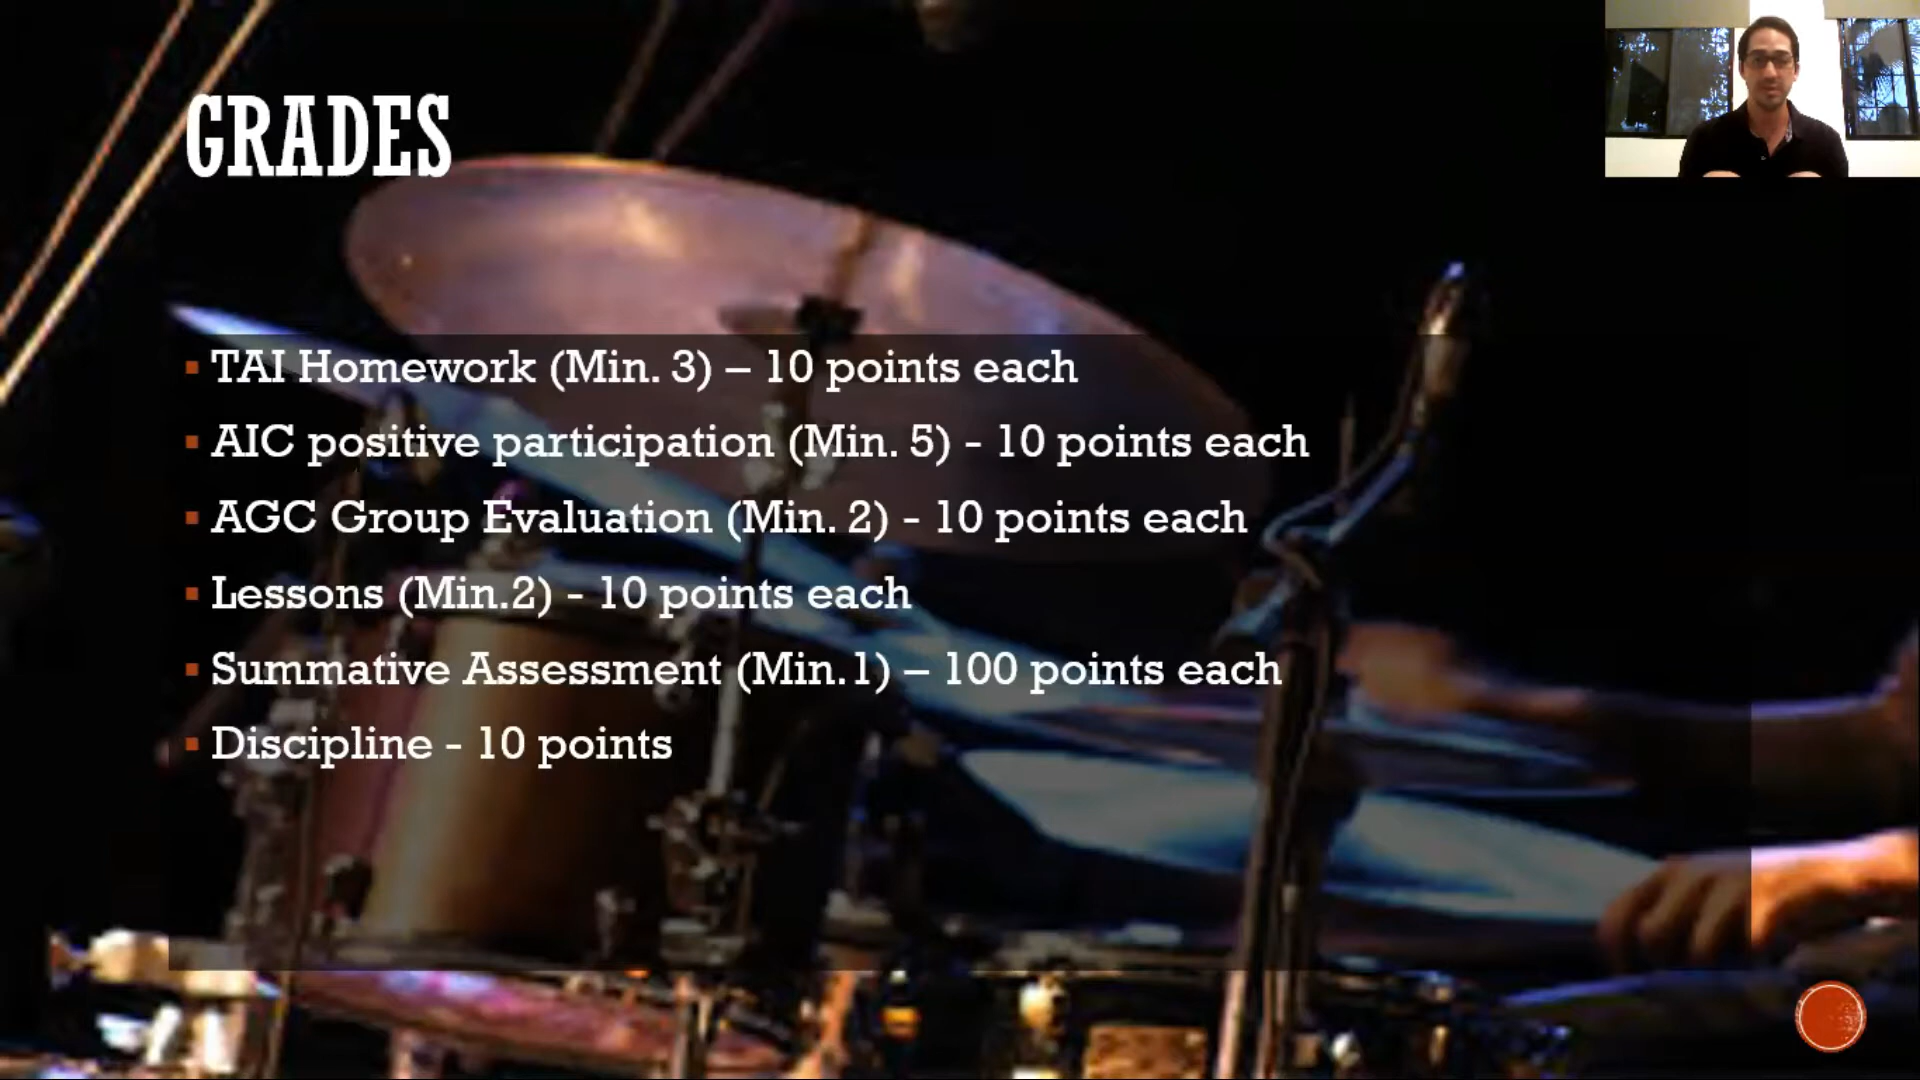 GRADES
TAI Homework (Min. 3) – 10 points each
AIC positive participation (Min. 5) - 10 points each
AGC Group Evaluation (Min. 2) - 10 points each
Lessons (Min.2) - 10 points each
Summative Assessment (Min.1) – 100 points each
Discipline - 10 points